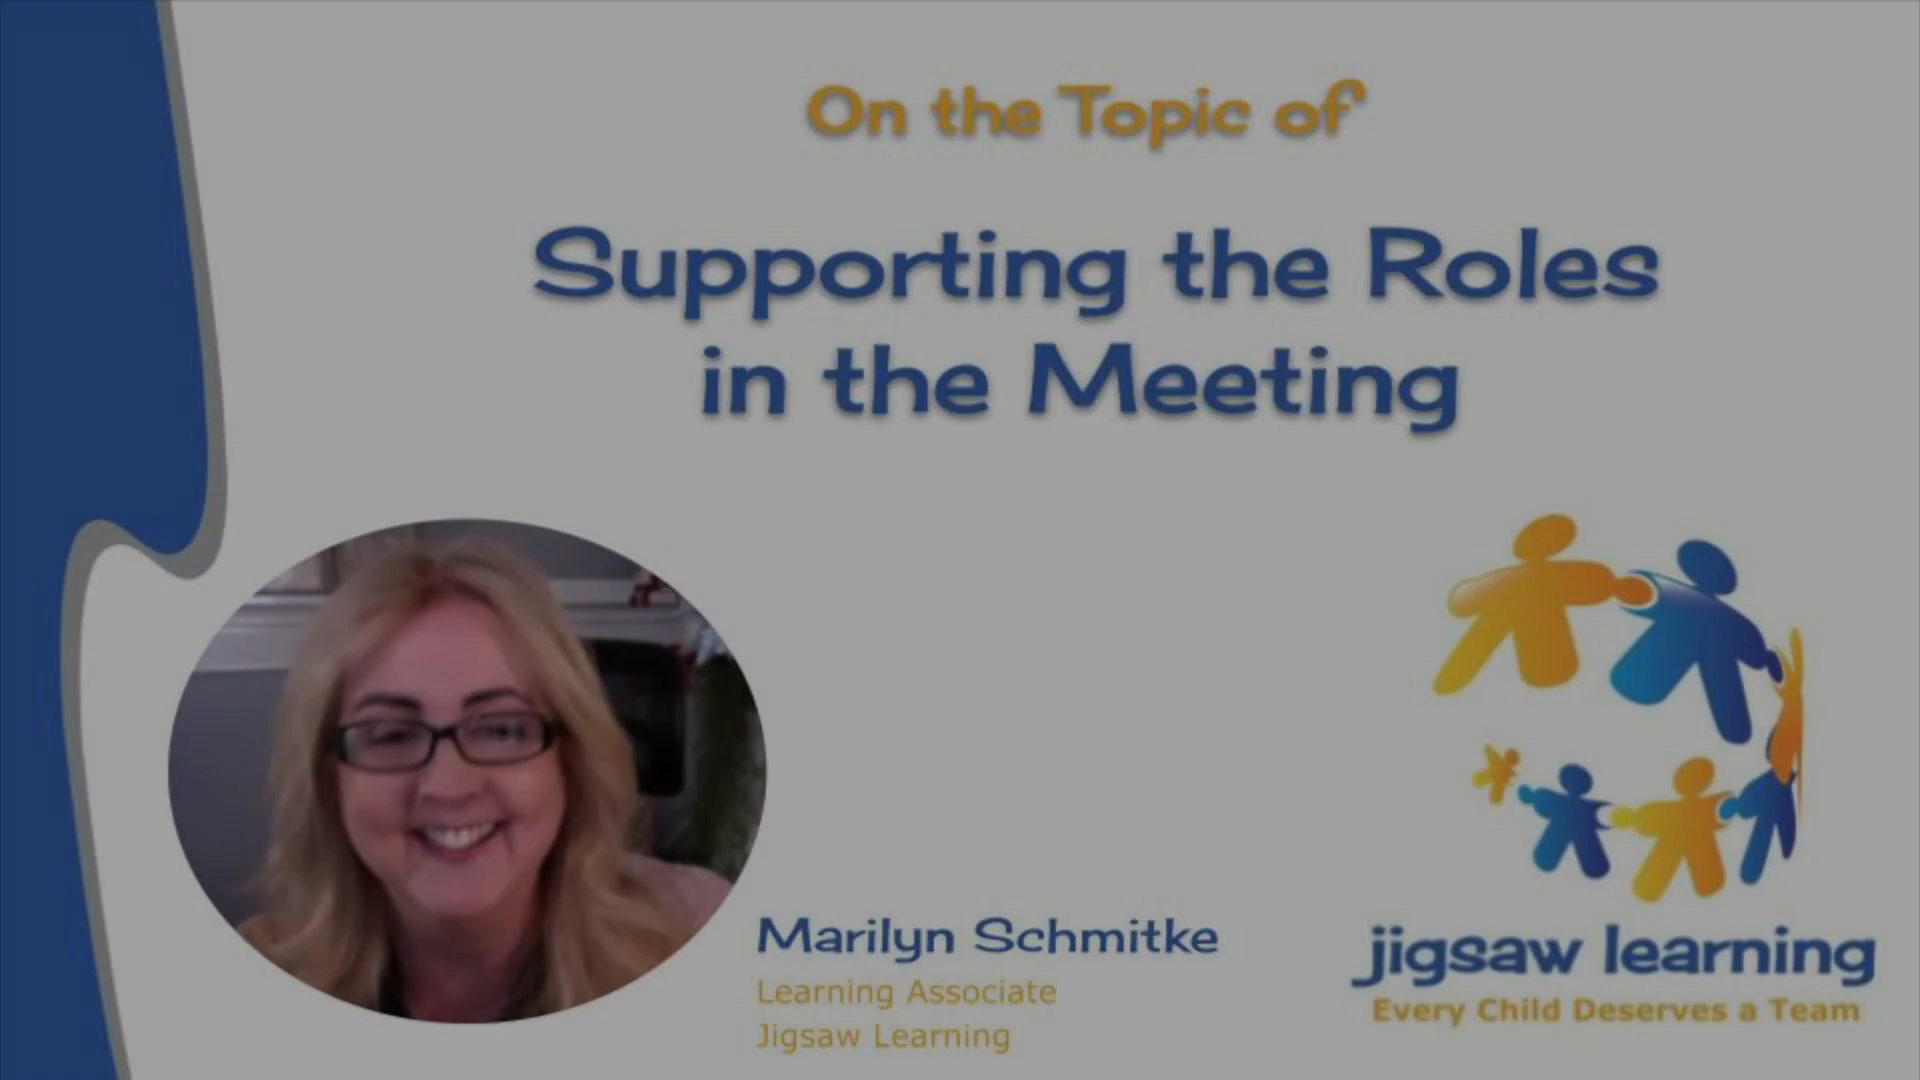 On the Topic of
Supporting the Roles
in the Meeting
Marilyn Schmitke
Learning Associate
Jigsaw Learning
jigsaw learning
Every Child Deserves a Team